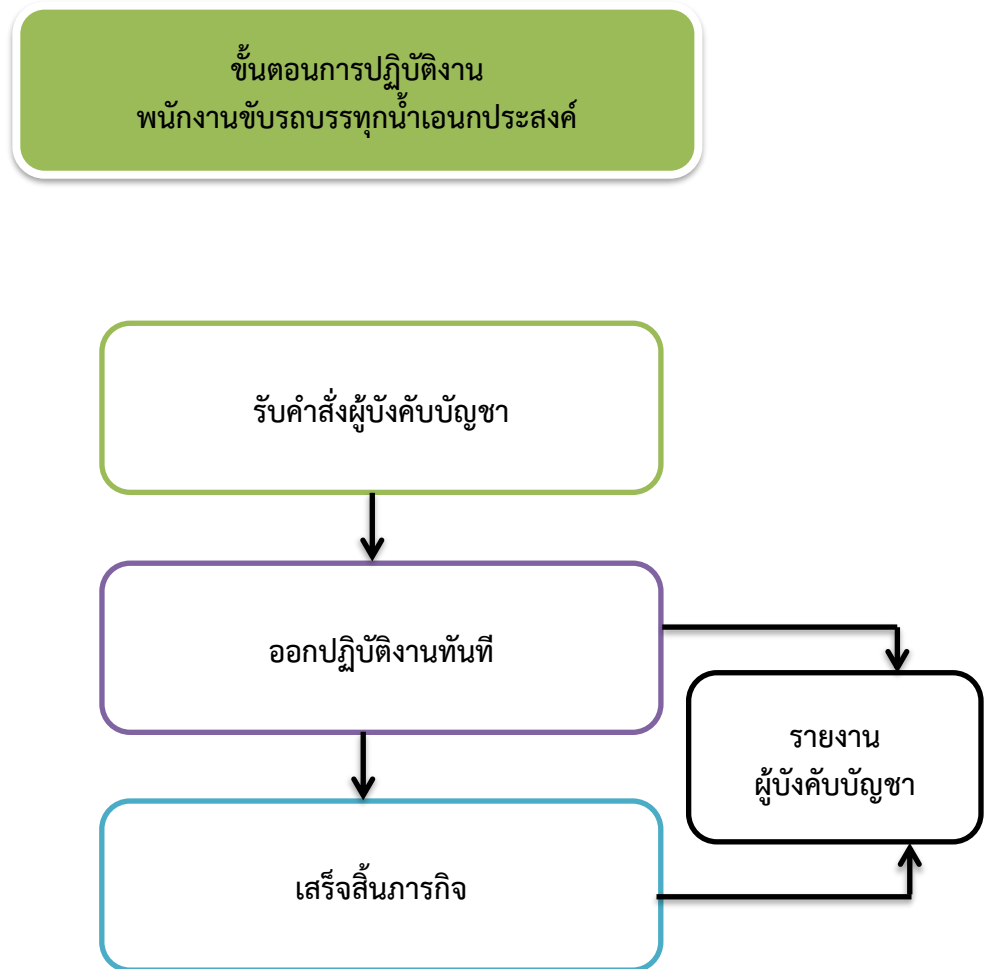 ขั้นตอนการปฏิบัติงาน
พนักงานขับรถบรรทุกน้ำเอนกประสงค์
รับคำสั่งผู้บังคับบัญชา
ออกปฏิบัติงานทันที
รายงาน
ผู้บังคับบัญชา
เสร็จสิ้นภารกิจ